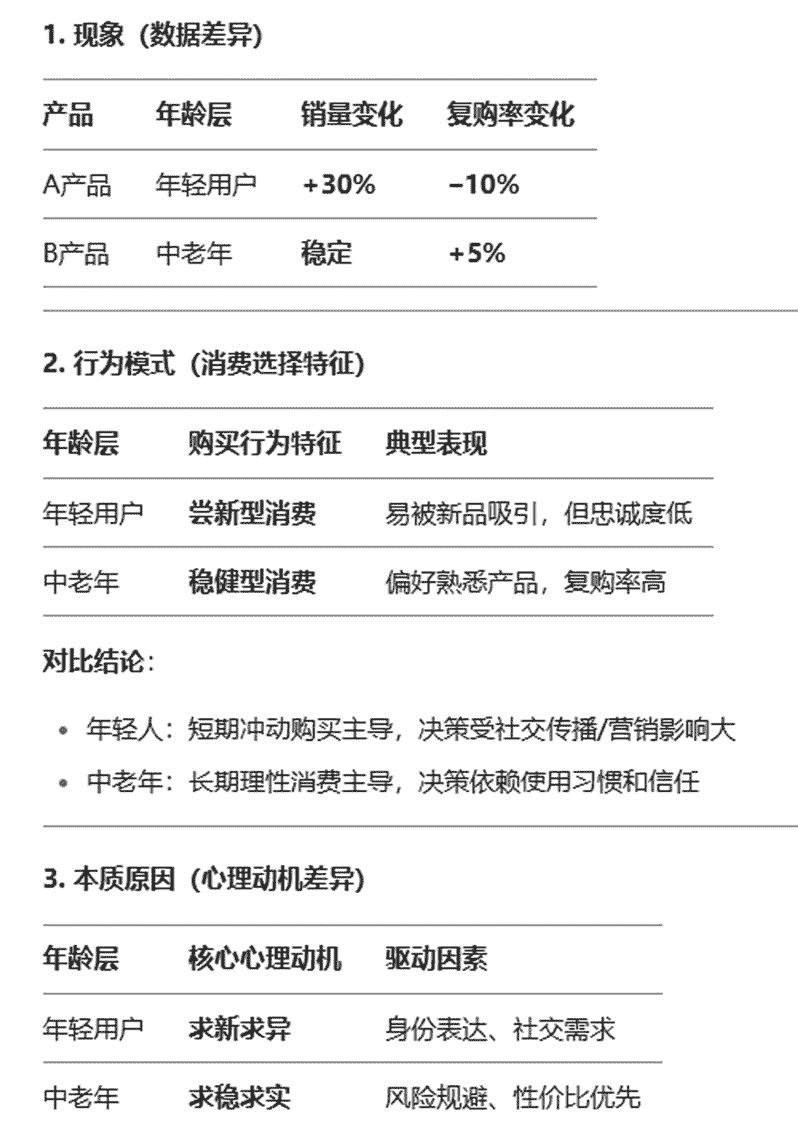 1. 现象（数据差异）
产品 年龄层 销量变化 复购率变化
A产品 年轻用户 +30% −10%
B产品 中老年 稳定 +5%
2. 行为模式（消费选择特征）
年龄层 购买行为特征 典型表现
年轻用户 尝新型消费 易被新品吸引，但忠诚度低
中老年 稳健型消费 偏好熟悉产品，复购率高
对比结论：
• 年轻人：短期冲动购买主导，决策受社交传播/营销影响大
• 中老年：长期理性消费主导，决策依赖使用习惯和信任
3. 本质原因（心理动机差异）
年龄层 核心心理动机 驱动因素
年轻用户 求新求异 身份表达、社交需求
中老年 求稳求实 风险规避、性价比优先